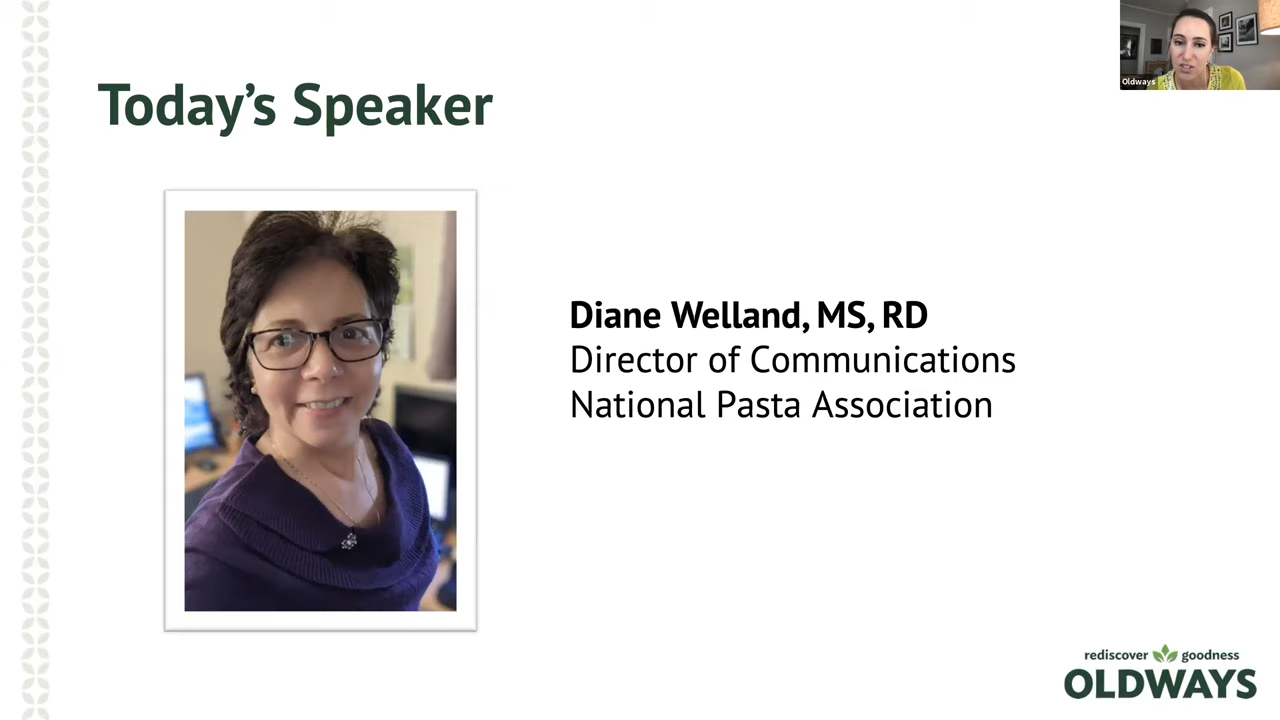 Today's Speaker
Oldways
Diane Welland, MS, RD
Director of Communications
National Pasta Association
rediscover goodness
OLDWAYS